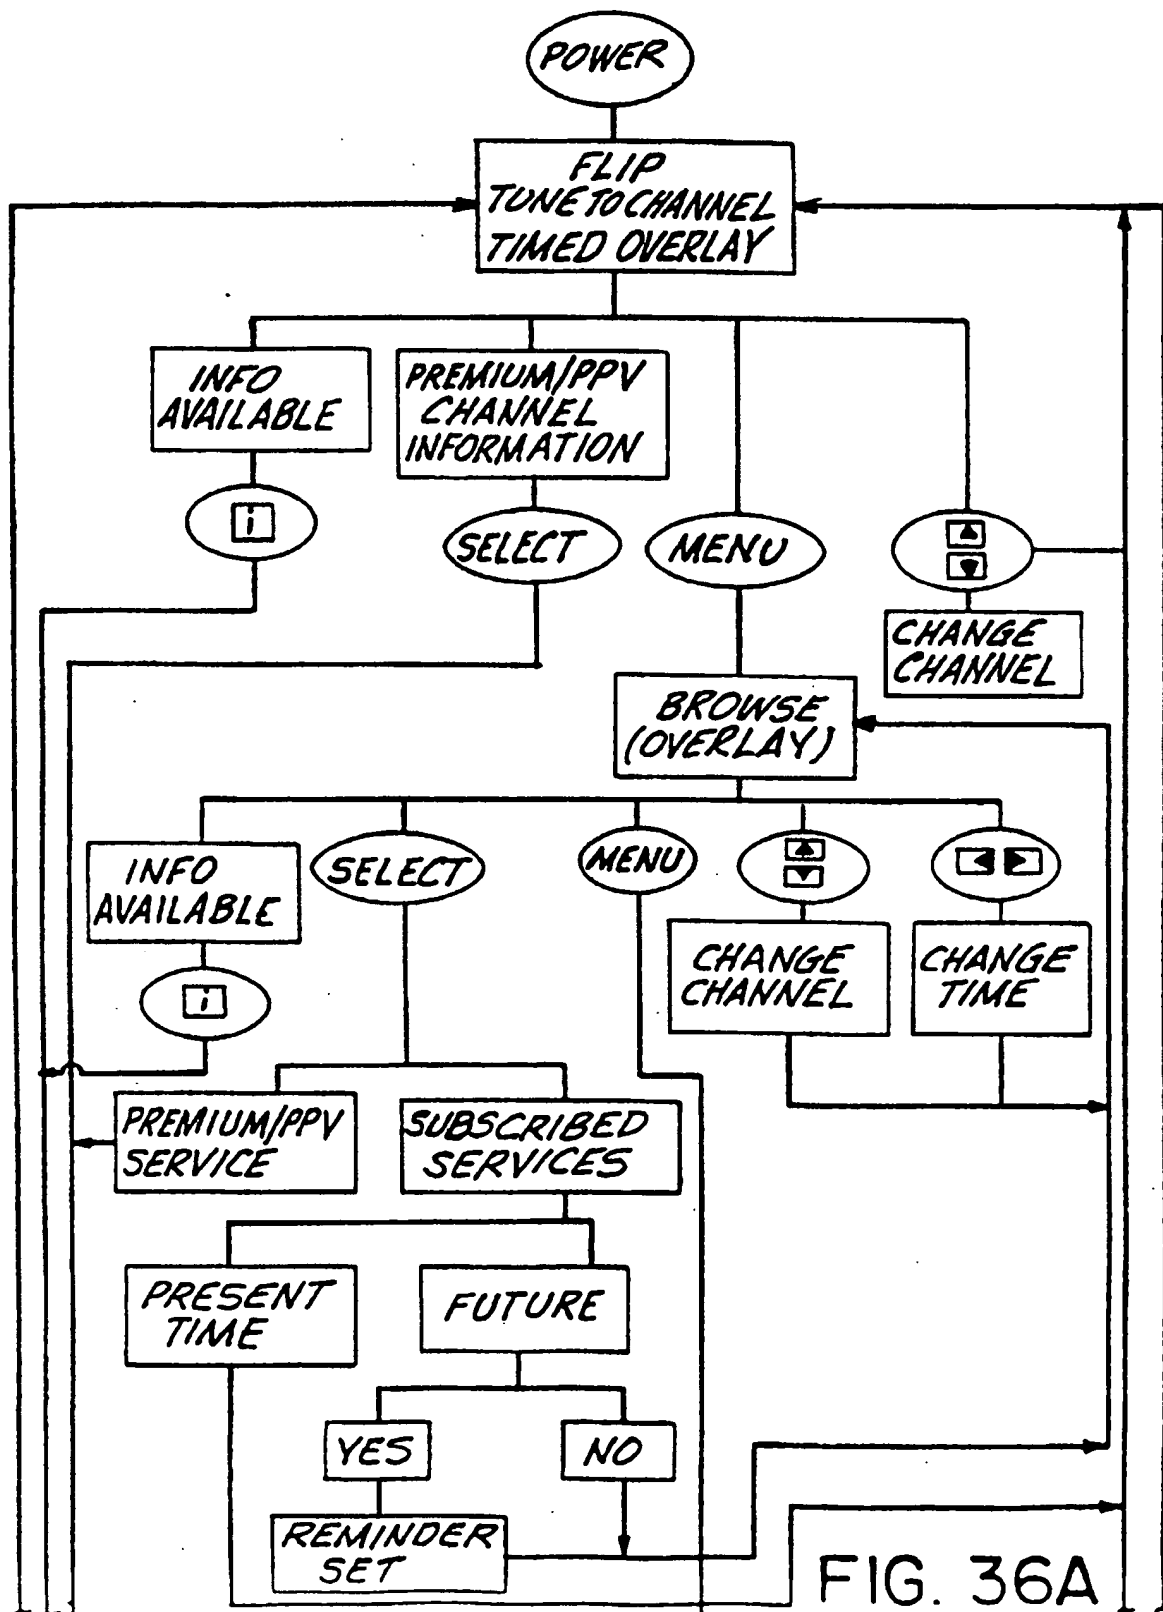 POWER
FLIP
TUNE TO CHANNEL
TIMED OVERLAY
INFO
AVAILABLE
PREMIUM/PPV
CHANNEL
INFORMATION
i
SELECT
MENU
CHANGE
CHANNEL
BROWSE
(OVERLAY)
INFO
AVAILABLE
SELECT
MENU
CHANGE
CHANNEL
CHANGE
TIME
i
PREMIUM/PPV
SERVICE
SUBSCRIBED
SERVICES
PRESENT
TIME
FUTURE
YES
NO
REMINDER
SET
FIG. 36A